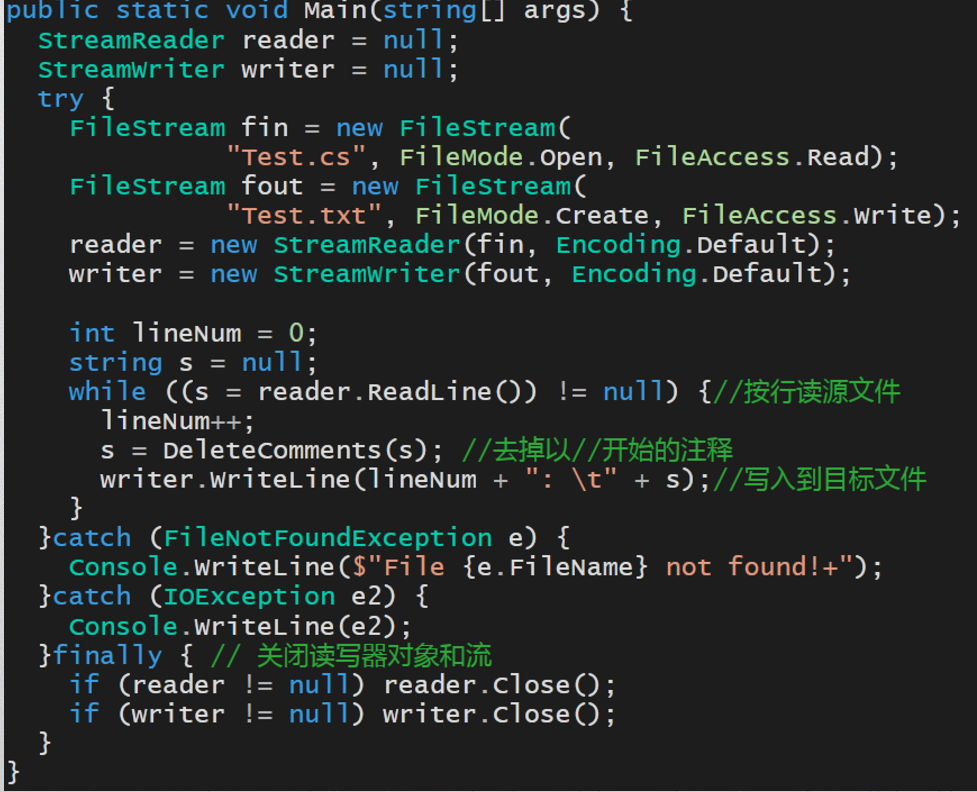 public static void Main(string[] args) {
  StreamReader reader = null;
  StreamWriter writer = null;
  try {
    FileStream fin = new FileStream(
              "Test.cs", FileMode.Open, FileAccess.Read);
    FileStream fout = new FileStream(
              "Test.txt", FileMode.Create, FileAccess.Write);
    reader = new StreamReader(fin, Encoding.Default);
    writer = new StreamWriter(fout, Encoding.Default);

    int lineNum = 0;
    string s = null;
    while ((s = reader.ReadLine()) != null) {//按行读源文件
      lineNum++;
      s = DeleteComments(s); //去掉以//开始的注释
      writer.WriteLine(lineNum + ": \t" + s);//写入到目标文件
    }
  }catch (FileNotFoundException e) {
    Console.WriteLine($"File {e.FileName} not found!+");
  }catch (IOException e2) {
    Console.WriteLine(e2);
  }finally { // 关闭读写器对象和流
    if (reader != null) reader.Close();
    if (writer != null) writer.Close();
  }
}